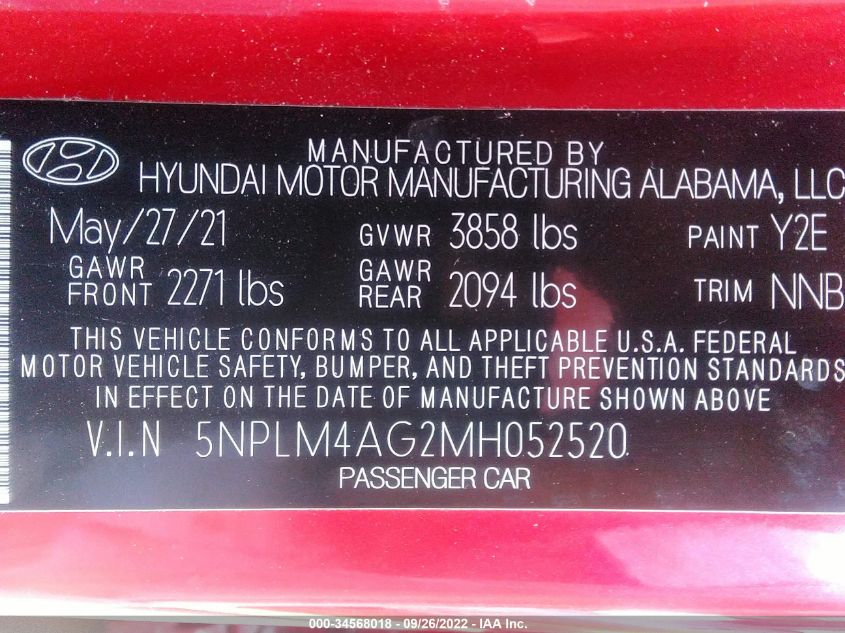 MANUFACTURED BY
HYUNDAI MOTOR MANUFACTURING ALABAMA, LLC
May/27/21 GVWR 3858 lbs PAINT Y2E
GAWR FRONT 2271 lbs GAWR REAR 2094 lbs TRIM NNB
THIS VEHICLE CONFORMS TO ALL APPLICABLE U.S.A. FEDERAL
MOTOR VEHICLE SAFETY, BUMPER, AND THEFT PREVENTION STANDARDS
IN EFFECT ON THE DATE OF MANUFACTURE SHOWN ABOVE
V.I.N 5NPLM4AG2MH052520
PASSENGER CAR
000-34568018 - 09/26/2022 - IAA Inc.